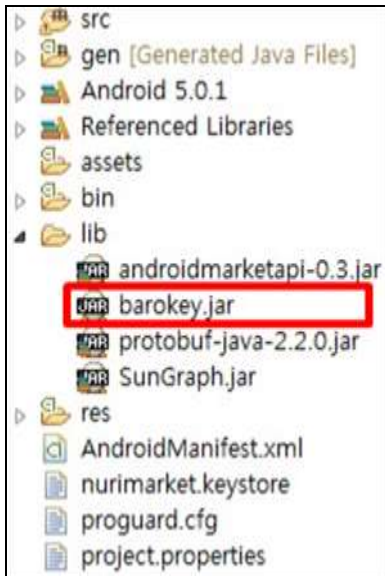 src
gen [Generated Java Files]
Android 5.0.1
Referenced Libraries
assets
bin
lib
androidmarketapi-0.3.jar
barokey.jar
protobuf-java-2.2.0.jar
SunGraph.jar
res
AndroidManifest.xml
nurimarket.keystore
proguard.cfg
project.properties